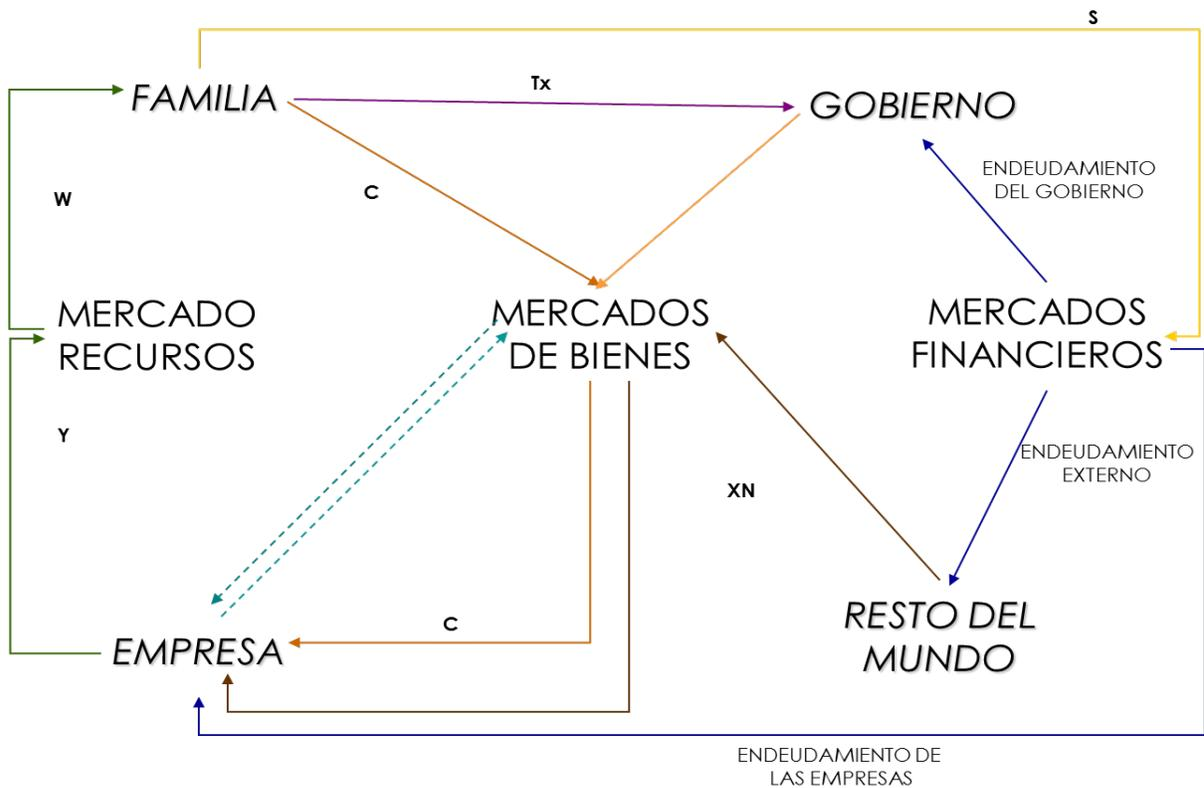 S
FAMILIA
Tx
GOBIERNO
ENDEUDAMIENTO
DEL GOBIERNO
W
C
MERCADO
RECURSOS
MERCADOS
DE BIENES
MERCADOS
FINANCIEROS
Y
ENDEUDAMIENTO
EXTERNO
XN
EMPRESA
C
RESTO DEL
MUNDO
ENDEUDAMIENTO DE
LAS EMPRESAS